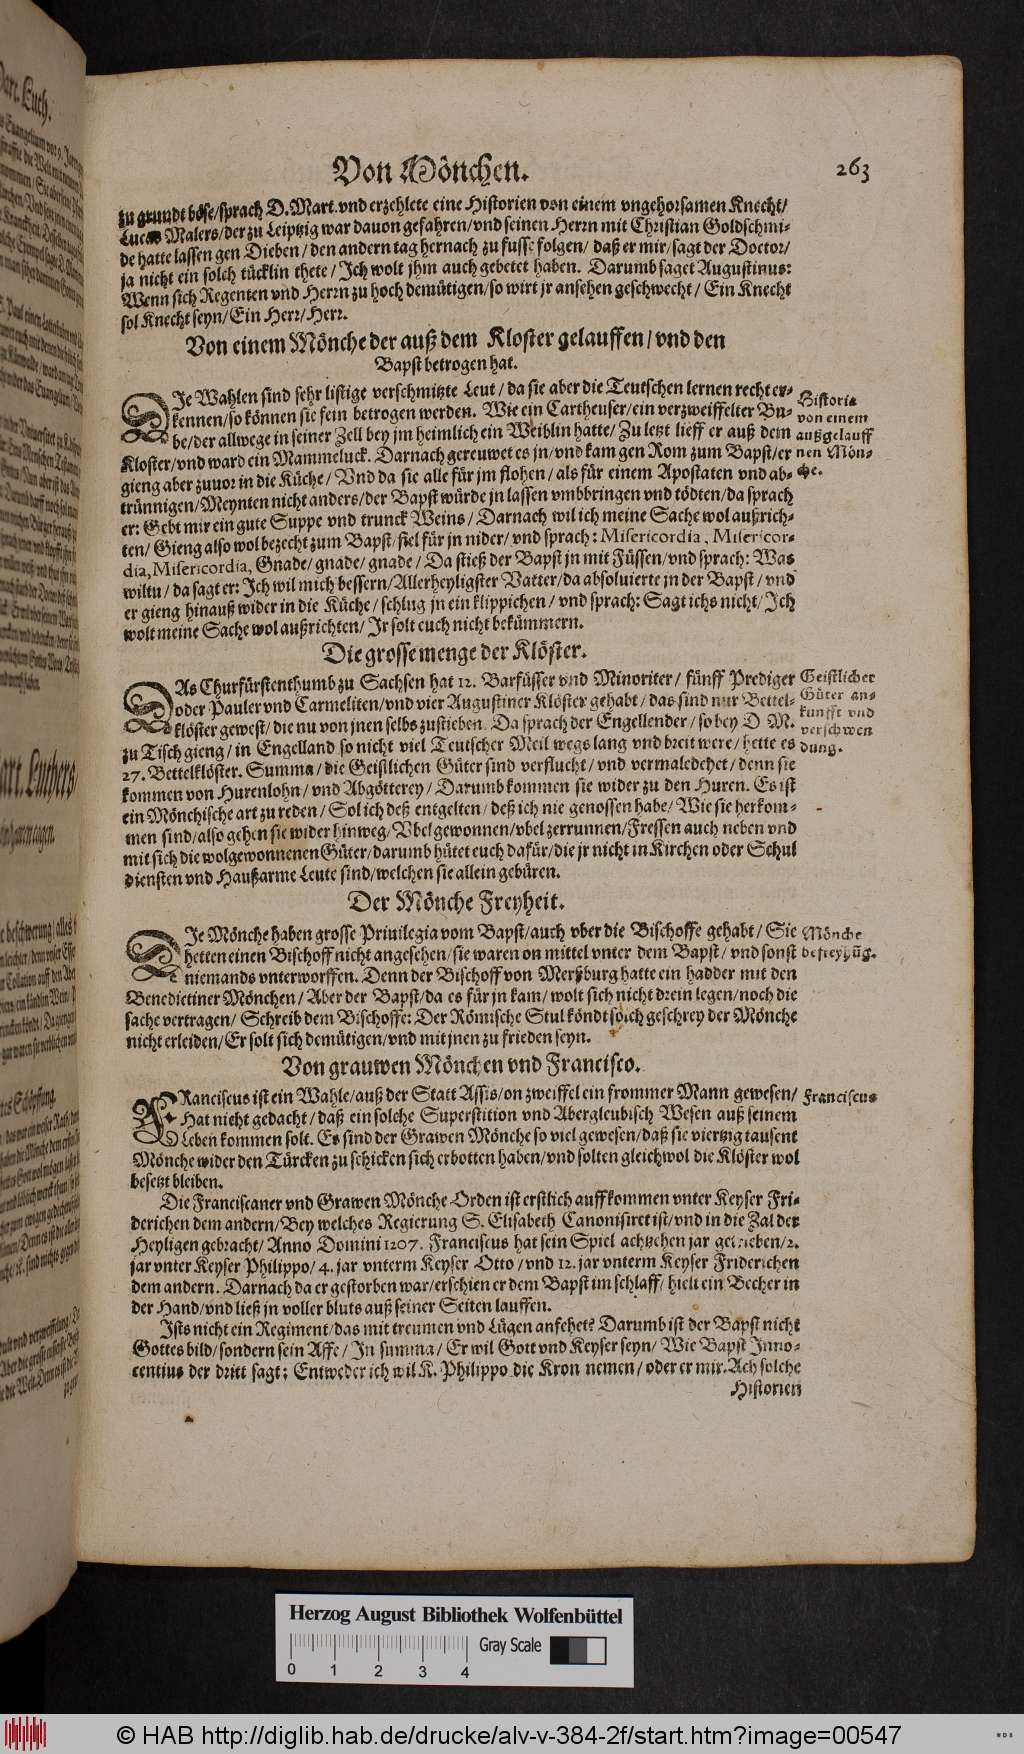 Von Mönchen. 263
zu grundt böse/sprach D. Mart. vnd erzehlete eine Historien von einem vngehorsamen Knecht/
Lucas Malers/der zu Leiptzig war dauon gefahren/vnd seinen Herrn mit Christian Goldschmi-
de hatte lassen gen Dieben/den andern tag hernach zu fusse folgen/daß er mir/sagt der Doctor/
ja nicht ein solch tücklin thete/Ich wolt jhm auch gebetet haben. Darumb saget Augustinus:
Wenn sich Regenten vnd Herrn zu hoch demütigen/so wirt jr ansehen geschwecht/Ein Knecht
sol Knecht seyn/Ein Herr/Herr.
Von einem Mönche der auß dem Kloster gelauffen/vnd den
Bapst betrogen hat.
DIe Wahlen sind sehr listige verschmitzte Leut/da sie aber die Teutschen lernen recht er-
kennen/so können sie fein betrogen werden. Wie ein Cartheuser/ein verzweiffelter Bu-
be/der allwege in seiner Zell bey jm heimlich ein Weiblin hatte/Zu letzt lieff er auß dem
Kloster/vnd ward ein Mammeluck. Darnach gereuwet es jn/vnd kam gen Rom zum Bapst/er
gieng aber zuuor in die Küche/Vnd da sie alle für jm flohen/als für einem Apostaten vnd ab-
trünnigen/Meynten nicht anders/der Bapst würde jn lassen vmbbringen vnd tödten/da sprach
er: Gebt mir ein gute Suppe vnd trunck Weins/Darnach wil ich meine Sache wol außrich-
ten/Gieng also wol bezecht zum Bapst/fiel für jn nider/vnd sprach: Misericordia, Misericor-
dia, Misericordia, Gnade/gnade/gnade/Da stieß der Bapst jn mit Füssen/vnd sprach: Was
wiltu/da sagt er: Ich wil mich bessern/Allerheyligster Vatter/da absoluierte jn der Bapst/vnd
er gieng hinauß wider in die Küche/schlug jn ein klippichen/vnd sprach: Sagt ichs nicht/Ich
wolt meine Sache wol außrichten/Jr solt euch nicht bekümmern.
Historia
von einem
außgelauff
nen Mön-
che.
Die grosse menge der Klöster.
DAs Churfürstenthumb zu Sachsen hat 12. Barfüsser vnd Minoriter/fünff Prediger
oder Pauler vnd Carmeliten/vnd vier Augustiner Klöster gehabt/das sind nur Bettel-
klöster gewest/die nu von jnen selbs zustieben. Da sprach der Engellender/so bey D. M.
zu Tisch gieng/in Engelland so nicht viel Teutscher Meil wegs lang vnd breit were/hette es
27. Bettelklöster. Summa/die Geistlichen Güter sind verflucht/vnd vermaledehet/denn sie
kommen von Hurenlohn/vnd Abgötterey/Darumb kommen sie wider zu den Huren. Es ist
ein Mönchische art zu reden/Sol ich deß entgelten/deß ich nie genossen habe/Wie sie herkom-
men sind/also gehen sie wider hinweg/Vbel gewonnen/vbel zerrunnen/Fressen auch neben vnd
mit sich die wolgewonnenen Güter/darumb hütet euch dafür/die jr nicht in Kirchen oder Schul
diensten vnd Haußarme Leute sind/welchen sie allein gebüren.
Geistlicher
Güter an-
kunfft vnd
verschwen
dung.
Der Mönche Freyheit.
DIe Mönche haben grosse Priuilegia vom Bapst/auch vber die Bischoffe gehabt/Sie
hetten einen Bischoff nicht angesehen/sie waren on mittel vnter dem Bapst/vnd sonst
niemands vnterworffen. Denn der Bischoff von Merßburg hatte ein hadder mit den
Benedictiner Mönchen/Aber der Bapst/da es für jn kam/wolt sich nicht drein legen/noch die
sache vertragen/Schreib dem Bischoffe: Der Römische Stul köndt solch geschrey der Mönche
nicht erleiden/Er solt sich demütigen/vnd mit jnen zu frieden seyn.
Mönche
befreyhũg.
Von grauwen Mönchen vnd Francisco.
FRanciscus ist ein Wahle/auß der Statt Assis/on zweiffel ein frommer Mann gewesen/
Hat nicht gedacht/daß ein solche Superstition vnd Abergleubisch Wesen auß seinem
Leben kommen solt. Es sind der Grawen Mönche so viel gewesen/daß sie viertzig tausent
Mönche wider den Türcken zu schicken sich erbotten haben/vnd solten gleichwol die Klöster wol
besetzt bleiben.
Franciscus
Die Franciscaner vnd Grawen Mönche Orden ist erstlich auffkommen vnter Keyser Fri-
derichen dem andern/Bey welches Regierung S. Elisabeth Canonisiret ist/vnd in die Zal der
Heyligen gebracht/Anno Domini 1207. Franciscus hat sein Spiel achtzehen jar getrieben/2.
jar vnter Keyser Philippo/4. jar vnterm Keyser Otto/vnd 12. jar vnterm Keyser Friderichen
dem andern. Darnach da er gestorben war/erschien er dem Bapst im schlaff/hielt ein Becher in
der Hand/vnd ließ jn voller bluts auß seiner Seiten lauffen.
Ists nicht ein Regiment/das mit treumen vnd Lügen anfehet? Darumb ist der Bapst nicht
Gottes bild/sondern sein Affe/In summa/Er wil Gott vnd Keyser seyn/Wie Bapst Inno-
centius der dritt sagt: Entweder ich wil K. Philippo die Kron nemen/oder er mir. Ach solche
Historien
Herzog August Bibliothek Wolfenbüttel
0 1 2 3 4 Gray Scale
© HAB http://diglib.hab.de/drucke/alv-v-384-2f/start.htm?image=00547